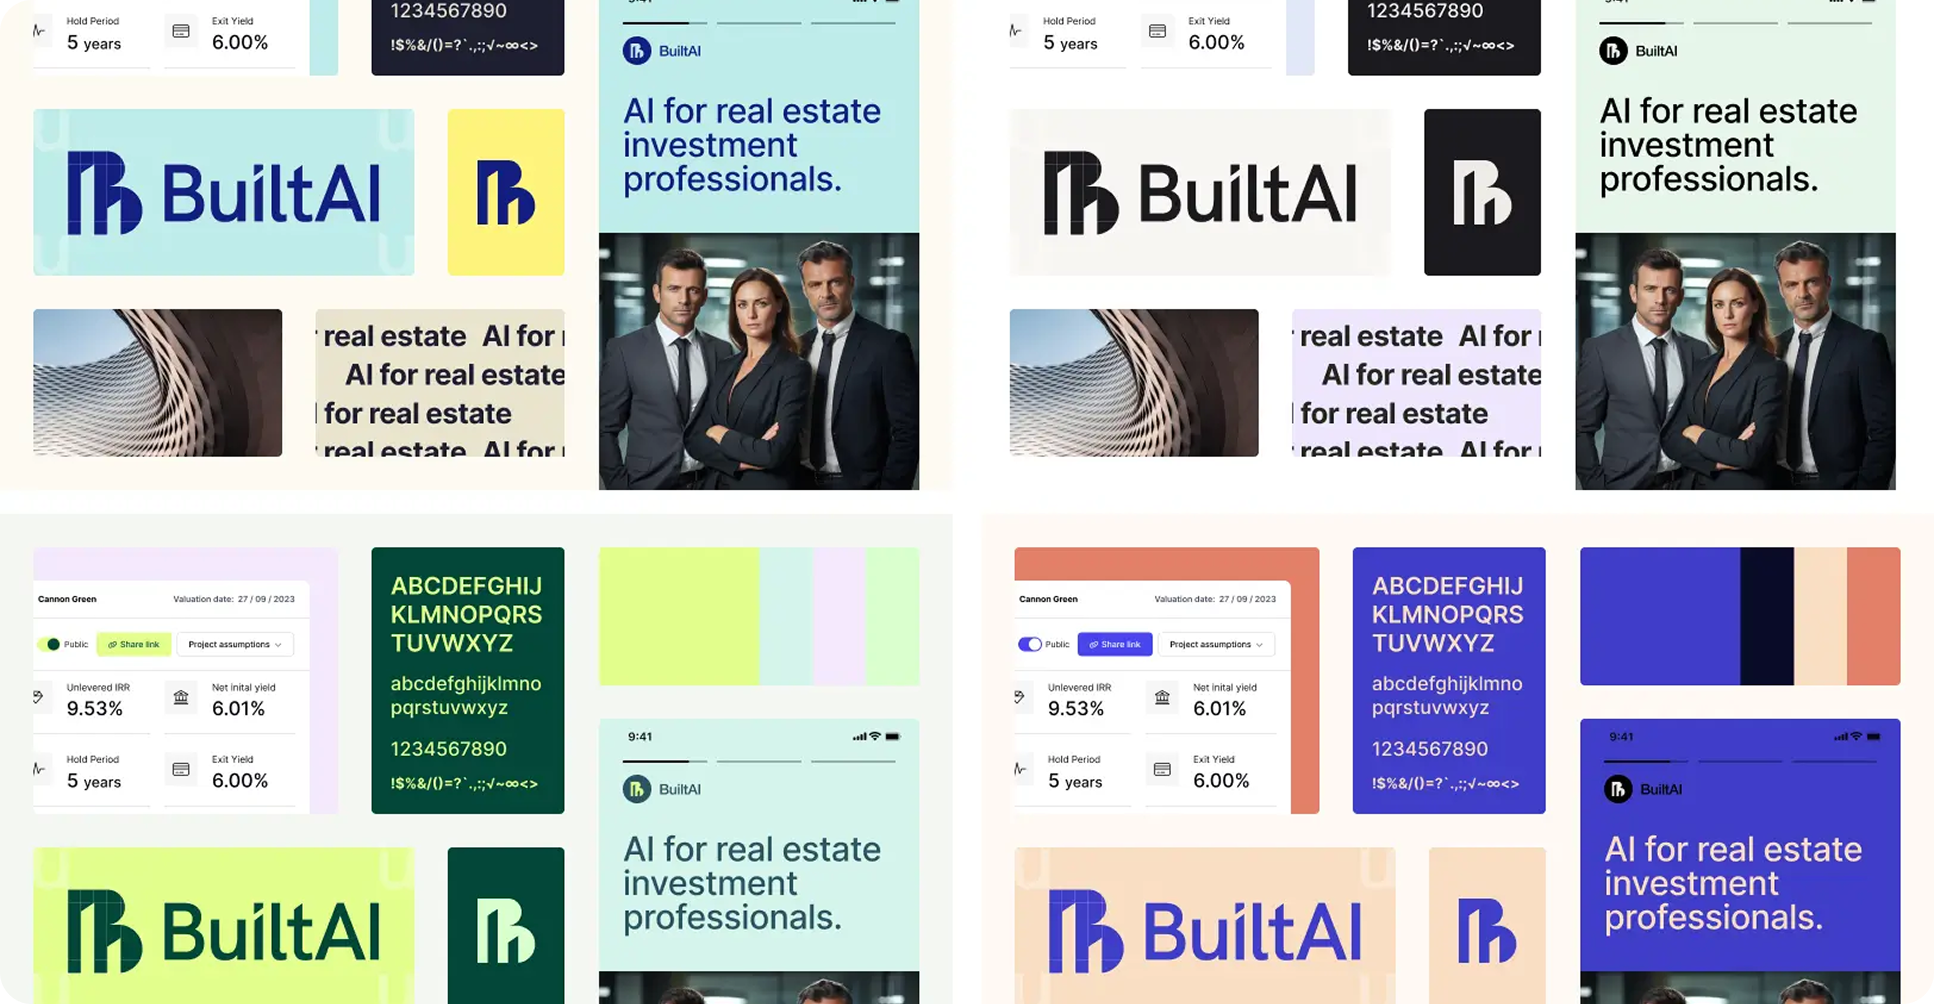 Hold Period
5 years
Exit Yield
6.00%
1234567890
!$%&/()=?`.,:;√~∞<>
BuiltAI
AI for real estate
investment
professionals.
BuiltAI
real estate AI for
AI for real estate
for real estate
real estate AI for
Hold Period
5 years
Exit Yield
6.00%
1234567890
!$%&/()=?`.,:;√~∞<>
BuiltAI
AI for real estate
investment
professionals.
BuiltAI
real estate AI for
AI for real estate
for real estate
real estate AI for
Cannon Green
Valuation date: 27 / 09 / 2023
Public
Share link
Project assumptions
Unlevered IRR
9.53%
Net inital yield
6.01%
Hold Period
5 years
Exit Yield
6.00%
ABCDEFGHIJ
KLMNOPQRS
TUVWXYZ
abcdefghijklmno
pqrstuvwxyz
1234567890
!$%&/()=?`.,:;√~∞<>
9:41
BuiltAI
AI for real estate
investment
professionals.
BuiltAI
Cannon Green
Valuation date: 27 / 09 / 2023
Public
Share link
Project assumptions
Unlevered IRR
9.53%
Net inital yield
6.01%
Hold Period
5 years
Exit Yield
6.00%
ABCDEFGHIJ
KLMNOPQRS
TUVWXYZ
abcdefghijklmno
pqrstuvwxyz
1234567890
!$%&/()=?`.,:;√~∞<>
9:41
BuiltAI
AI for real estate
investment
professionals.
BuiltAI